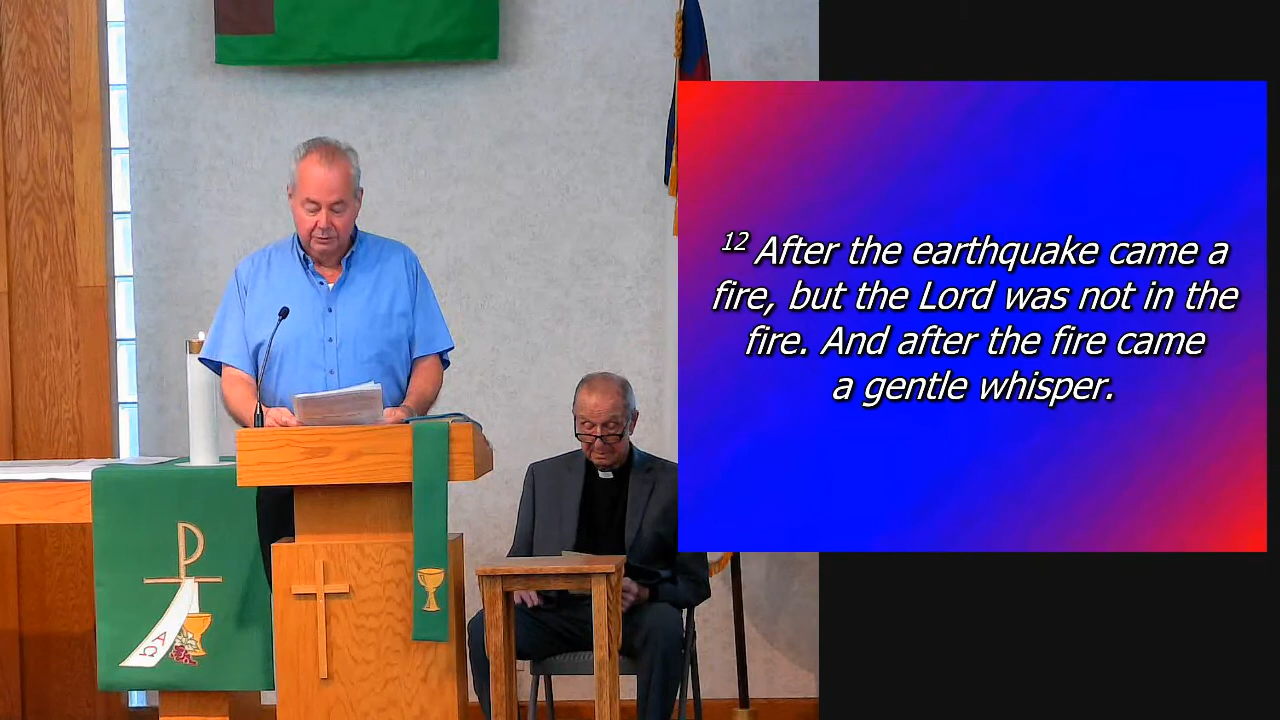 12 After the earthquake came a
fire, but the Lord was not in the
fire. And after the fire came
a gentle whisper.
ΑΩ